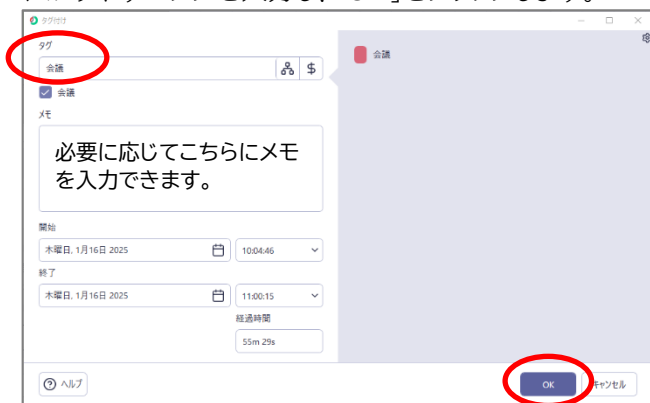 タグ付け
タグ
会議
会議
会議
メモ
必要に応じてこちらにメモ
を入力できます。
開始
木曜日, 1月16日 2025
10:04:46
終了
木曜日, 1月16日 2025
11:00:15
経過時間
55m 29s
ヘルプ
OK
キャンセル